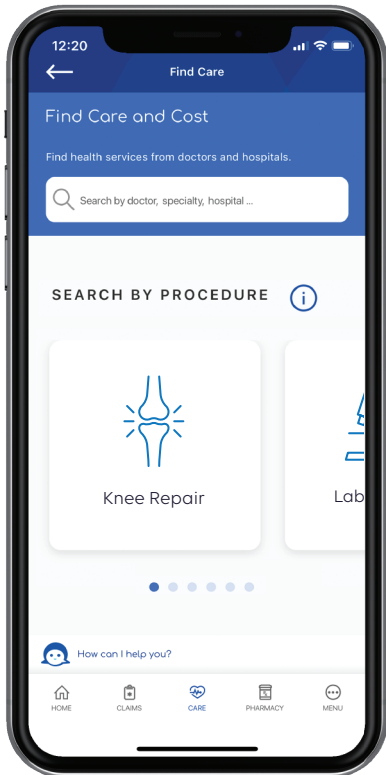 12:20
Find Care
Find Care and Cost
Find health services from doctors and hospitals.
Search by doctor, specialty, hospital ...
SEARCH BY PROCEDURE i
Knee Repair
Lab
How can I help you?
HOME CLAIMS CARE PHARMACY MENU